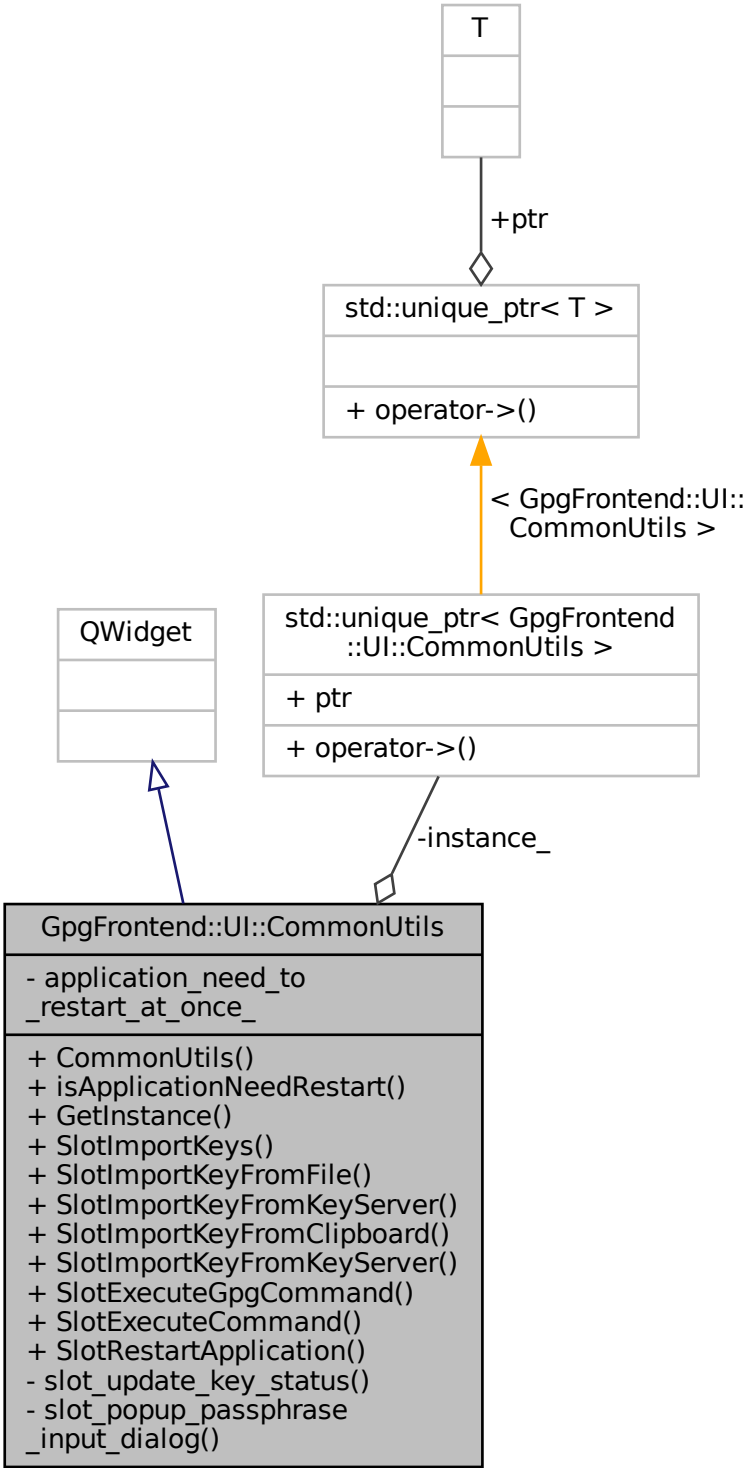 T
+ptr
std::unique_ptr< T >
+ operator->()
< GpgFrontend::UI::
CommonUtils >
QWidget
std::unique_ptr< GpgFrontend
::UI::CommonUtils >
+ ptr
+ operator->()
-instance_
GpgFrontend::UI::CommonUtils
- application_need_to
_restart_at_once_
+ CommonUtils()
+ isApplicationNeedRestart()
+ GetInstance()
+ SlotImportKeys()
+ SlotImportKeyFromFile()
+ SlotImportKeyFromKeyServer()
+ SlotImportKeyFromClipboard()
+ SlotImportKeyFromKeyServer()
+ SlotExecuteGpgCommand()
+ SlotExecuteCommand()
+ SlotRestartApplication()
- slot_update_key_status()
- slot_popup_passphrase
_input_dialog()